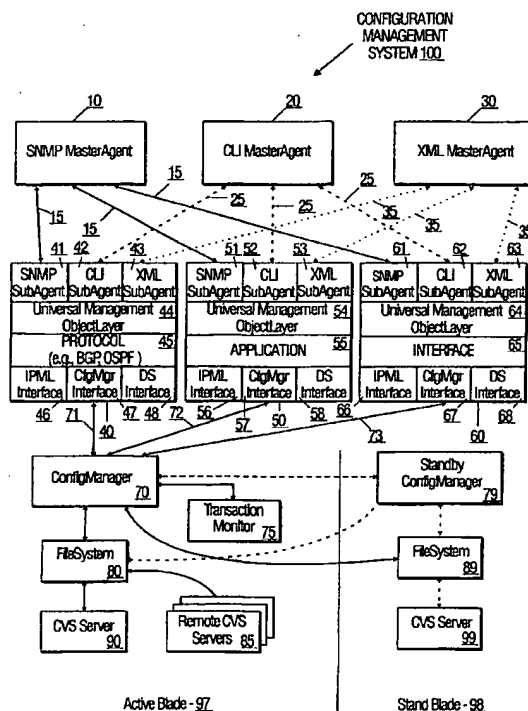 CONFIGURATION
MANAGEMENT
SYSTEM 100
10
20
30
SNMP MasterAgent
CLI MasterAgent
XML MasterAgent
15
25
15
15
25
25
35
35
35
41
42
43
51
52
53
61
62
63
SNMP SubAgent
CLI SubAgent
XML SubAgent
SNMP SubAgent
CLI SubAgent
XML SubAgent
SNMP SubAgent
CLI SubAgent
XML SubAgent
Universal Management 44
ObjectLayer
Universal Management 54
ObjectLayer
Universal Management 64
ObjectLayer
PROTOCOL 45
(e.g., BGP, OSPF )
APPLICATION
55
INTERFACE
65
IPML Interface
CfgMgr Interface
DS Interface
IPML Interface
CfgMgr Interface
DS Interface
IPML Interface
CfgMgr Interface
DS Interface
46
71
40
47
48
72
56
57
50
58
66
73
67
60
68
ConfigManager
70
Standby
ConfigManager
79
Transaction
Monitor 75
FileSystem
80
FileSystem
89
CVS Server
90
Remote CVS
Servers 85
CVS Server
99
Active Blade - 97
Stand Blade - 98